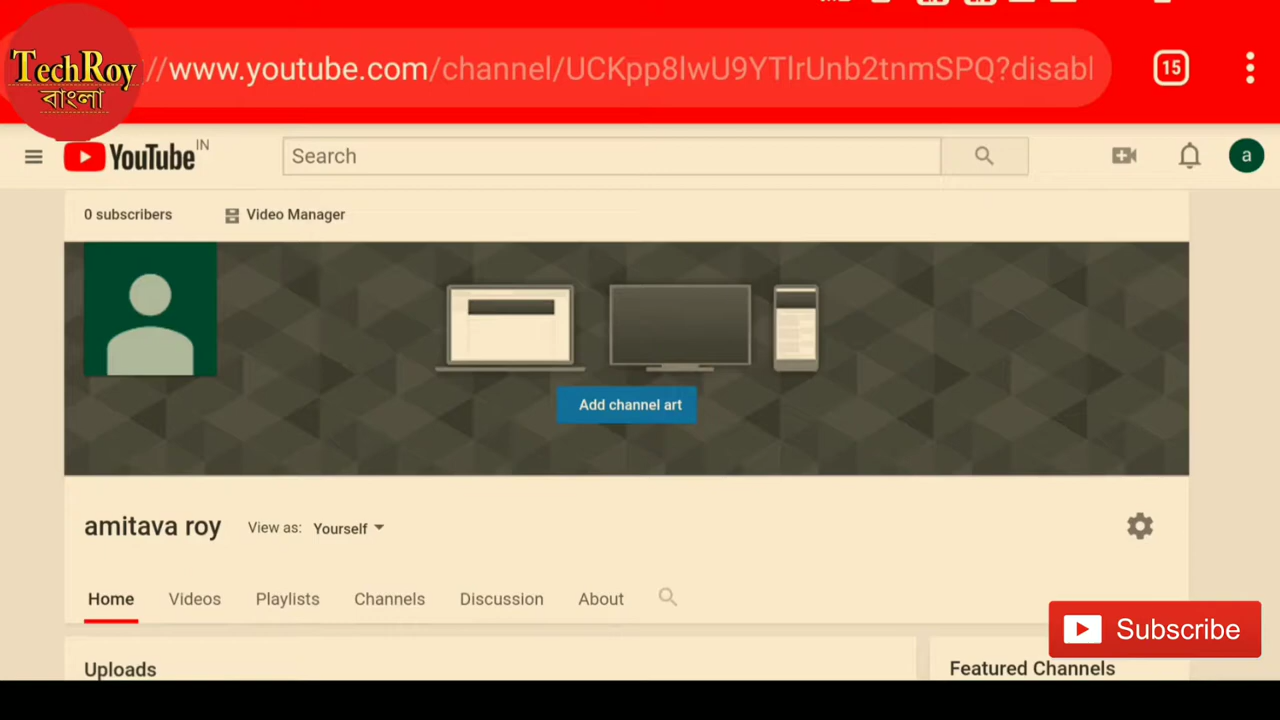 TechRoy
বাংলা
//www.youtube.com/channel/UCKpp8lwU9YTlrUnb2tnmSPQ?disabl
15
YouTube IN
Search
a
0 subscribers
Video Manager
Add channel art
amitava roy
View as: Yourself
Home Videos Playlists Channels Discussion About
Subscribe
Uploads
Featured Channels